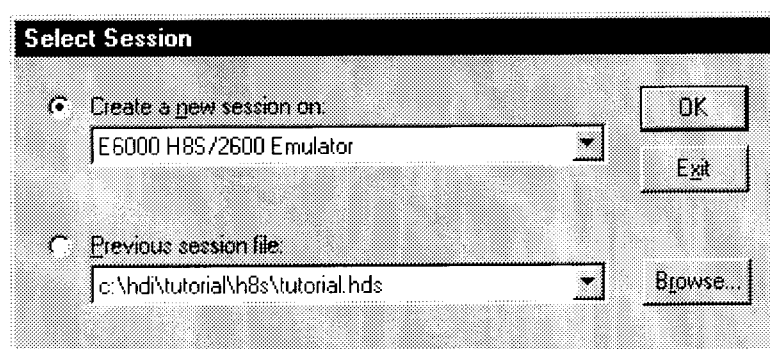 Select Session
Create a new session on:
OK
E6000 H8S/2600 Emulator
Exit
Previous session file:
c:\hdi\tutorial\h8s\tutorial.hds
Browse...